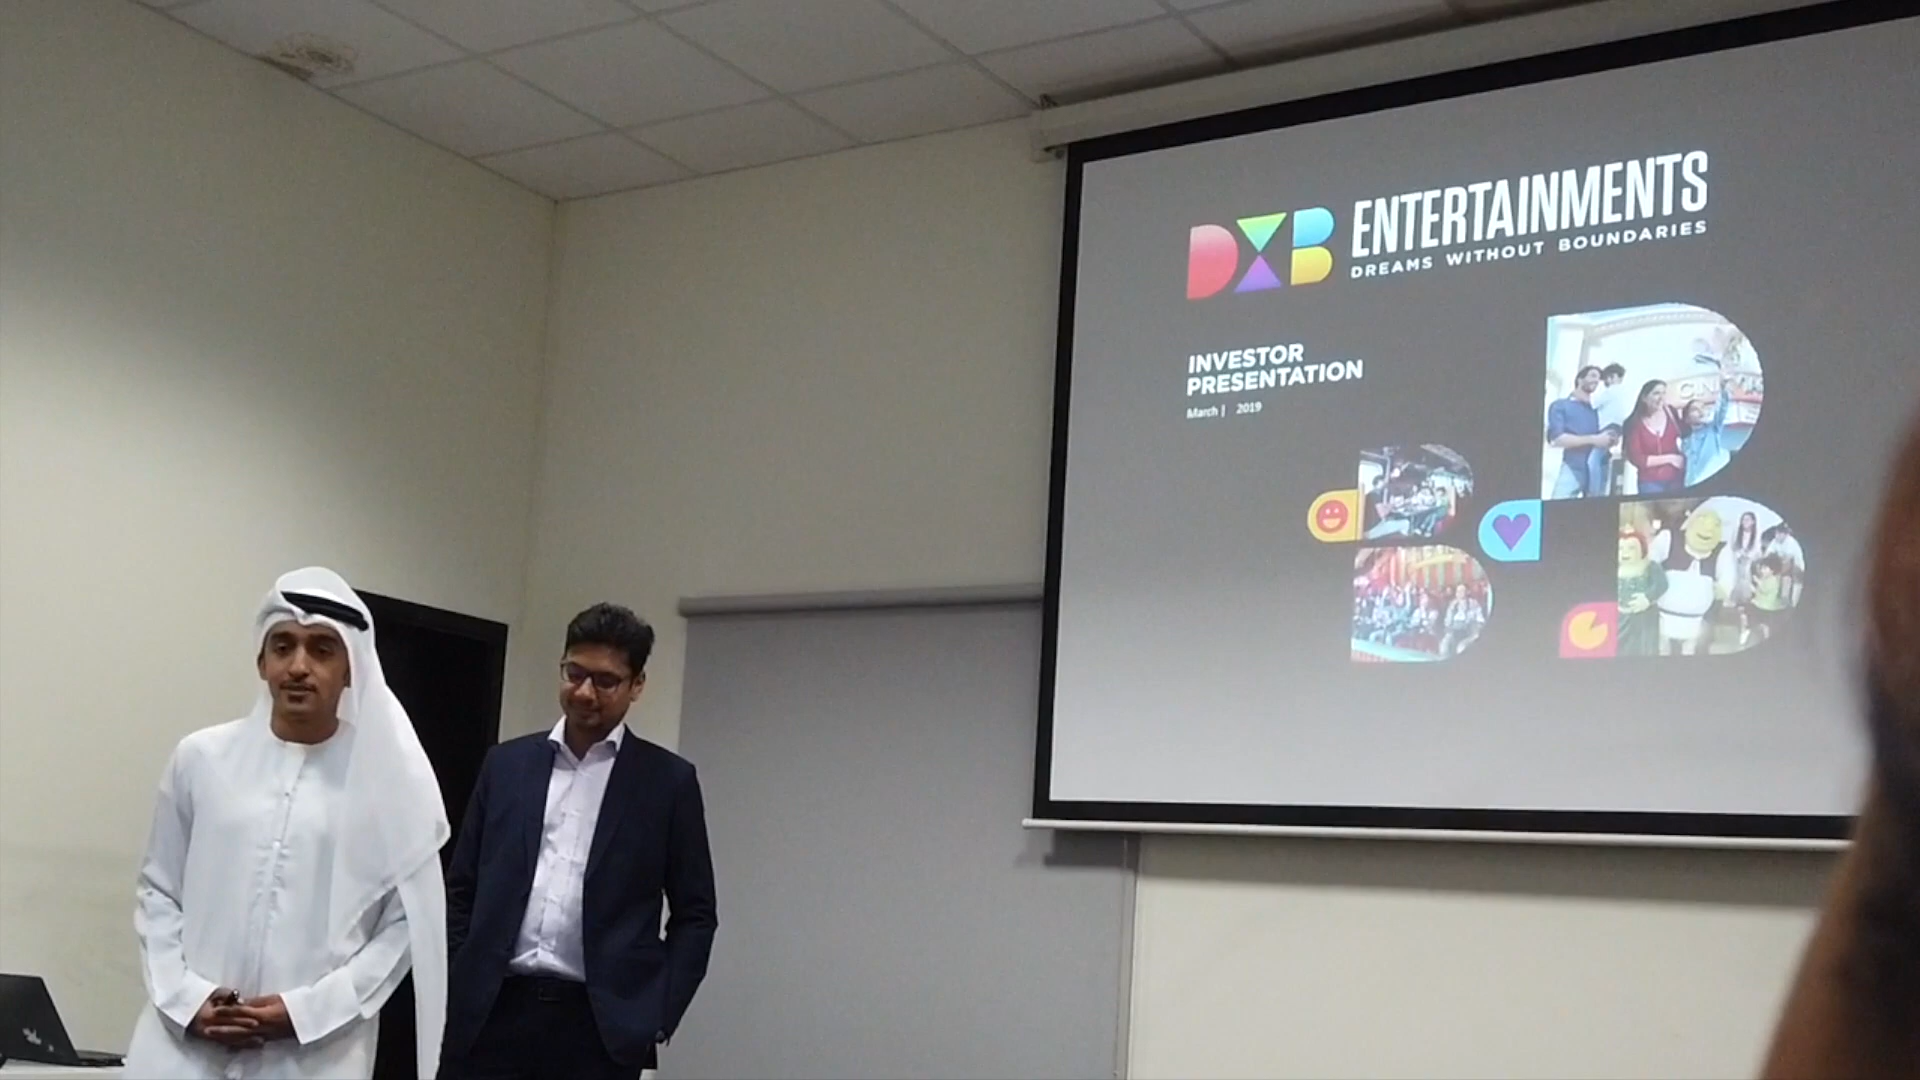 DXB ENTERTAINMENTS
DREAMS WITHOUT BOUNDARIES
INVESTOR
PRESENTATION
March | 2019